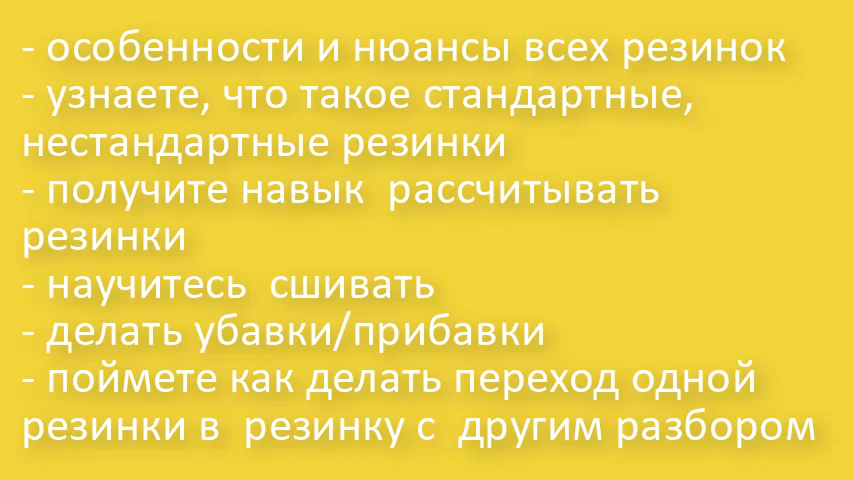 - особенности и нюансы всех резинок
- узнаете, что такое стандартные,
нестандартные резинки
- получите навык  рассчитывать
резинки
- научитесь  сшивать
- делать убавки/прибавки
- поймете как делать переход одной
резинки в  резинку с  другим разбором